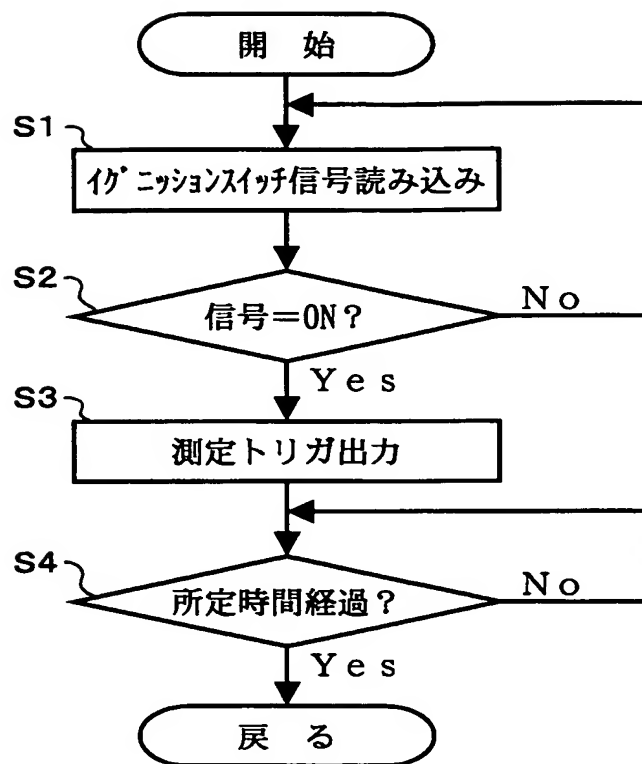 開 始
S1
ｲｸﾞﾆｯｼｮﾝｽｲｯﾁ信号読み込み
S2
信号＝ON？
No
Yes
S3
測定トリガ出力
S4
所定時間経過？
No
Yes
戻 る